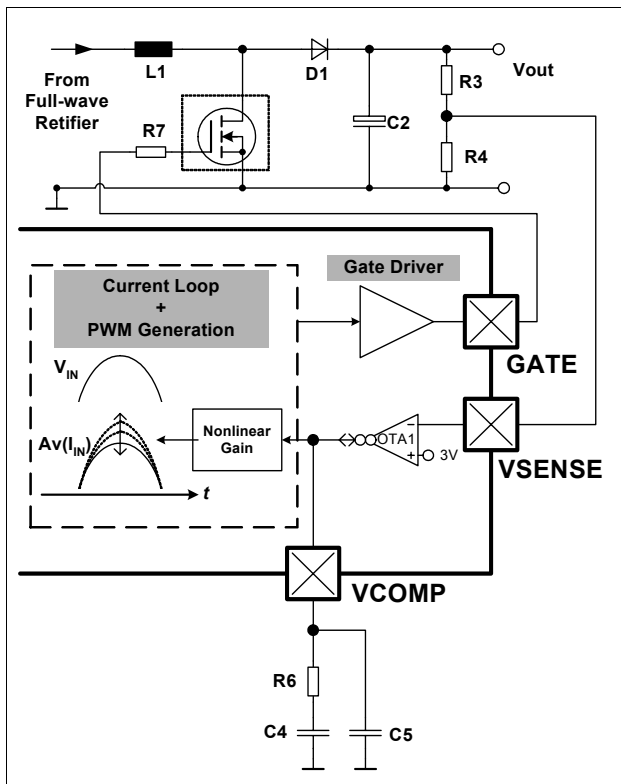 From
Full-wave
Retifier
L1
D1
Vout
R3
C2
R4
R7
Current Loop
+
PWM Generation
Gate Driver
GATE
VIN
Av(IIN)
t
Nonlinear
Gain
OTA1
−
+
3V
VSENSE
VCOMP
R6
C4
C5